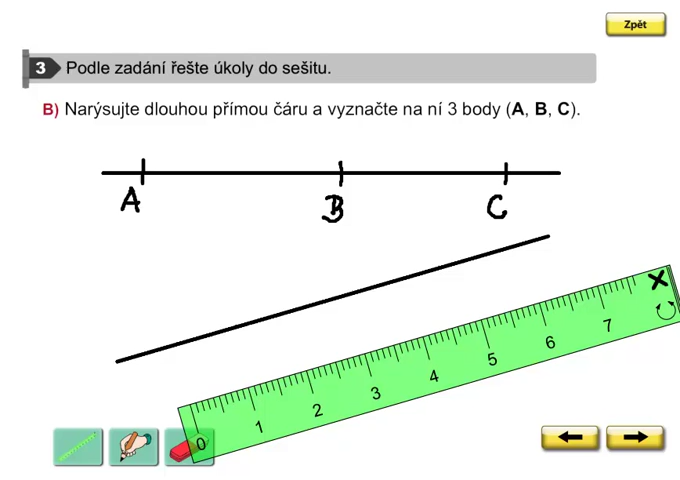 Zpět
3 Podle zadání řešte úkoly do sešitu.
B) Narýsujte dlouhou přímou čáru a vyznačte na ní 3 body (A, B, C).
A B C
0 1 2 3 4 5 6 7